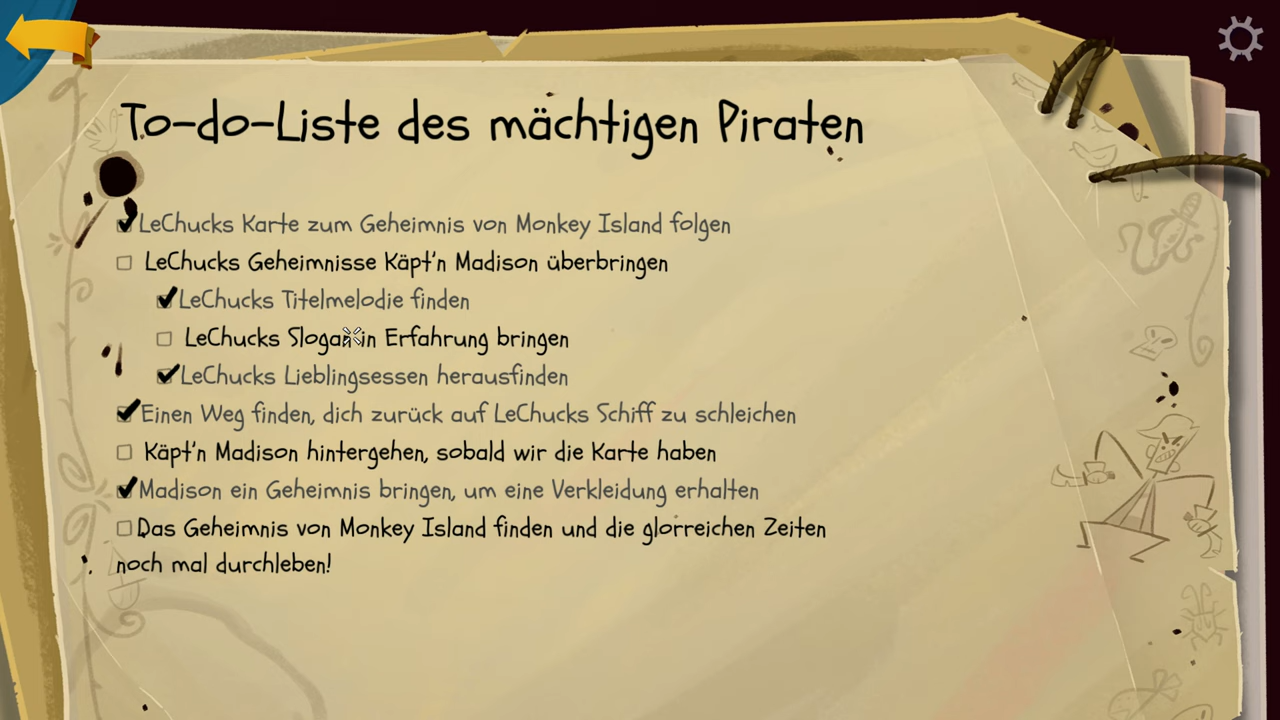 To-do-Liste des mächtigen Piraten
LeChucks Karte zum Geheimnis von Monkey Island folgen
LeChucks Geheimnisse Käpt'n Madison überbringen
LeChucks Titelmelodie finden
LeChucks Slogan in Erfahrung bringen
LeChucks Lieblingsessen herausfinden
Einen Weg finden, dich zurück auf LeChucks Schiff zu schleichen
Käpt'n Madison hintergehen, sobald wir die Karte haben
Madison ein Geheimnis bringen, um eine Verkleidung erhalten
Das Geheimnis von Monkey Island finden und die glorreichen Zeiten
noch mal durchleben!